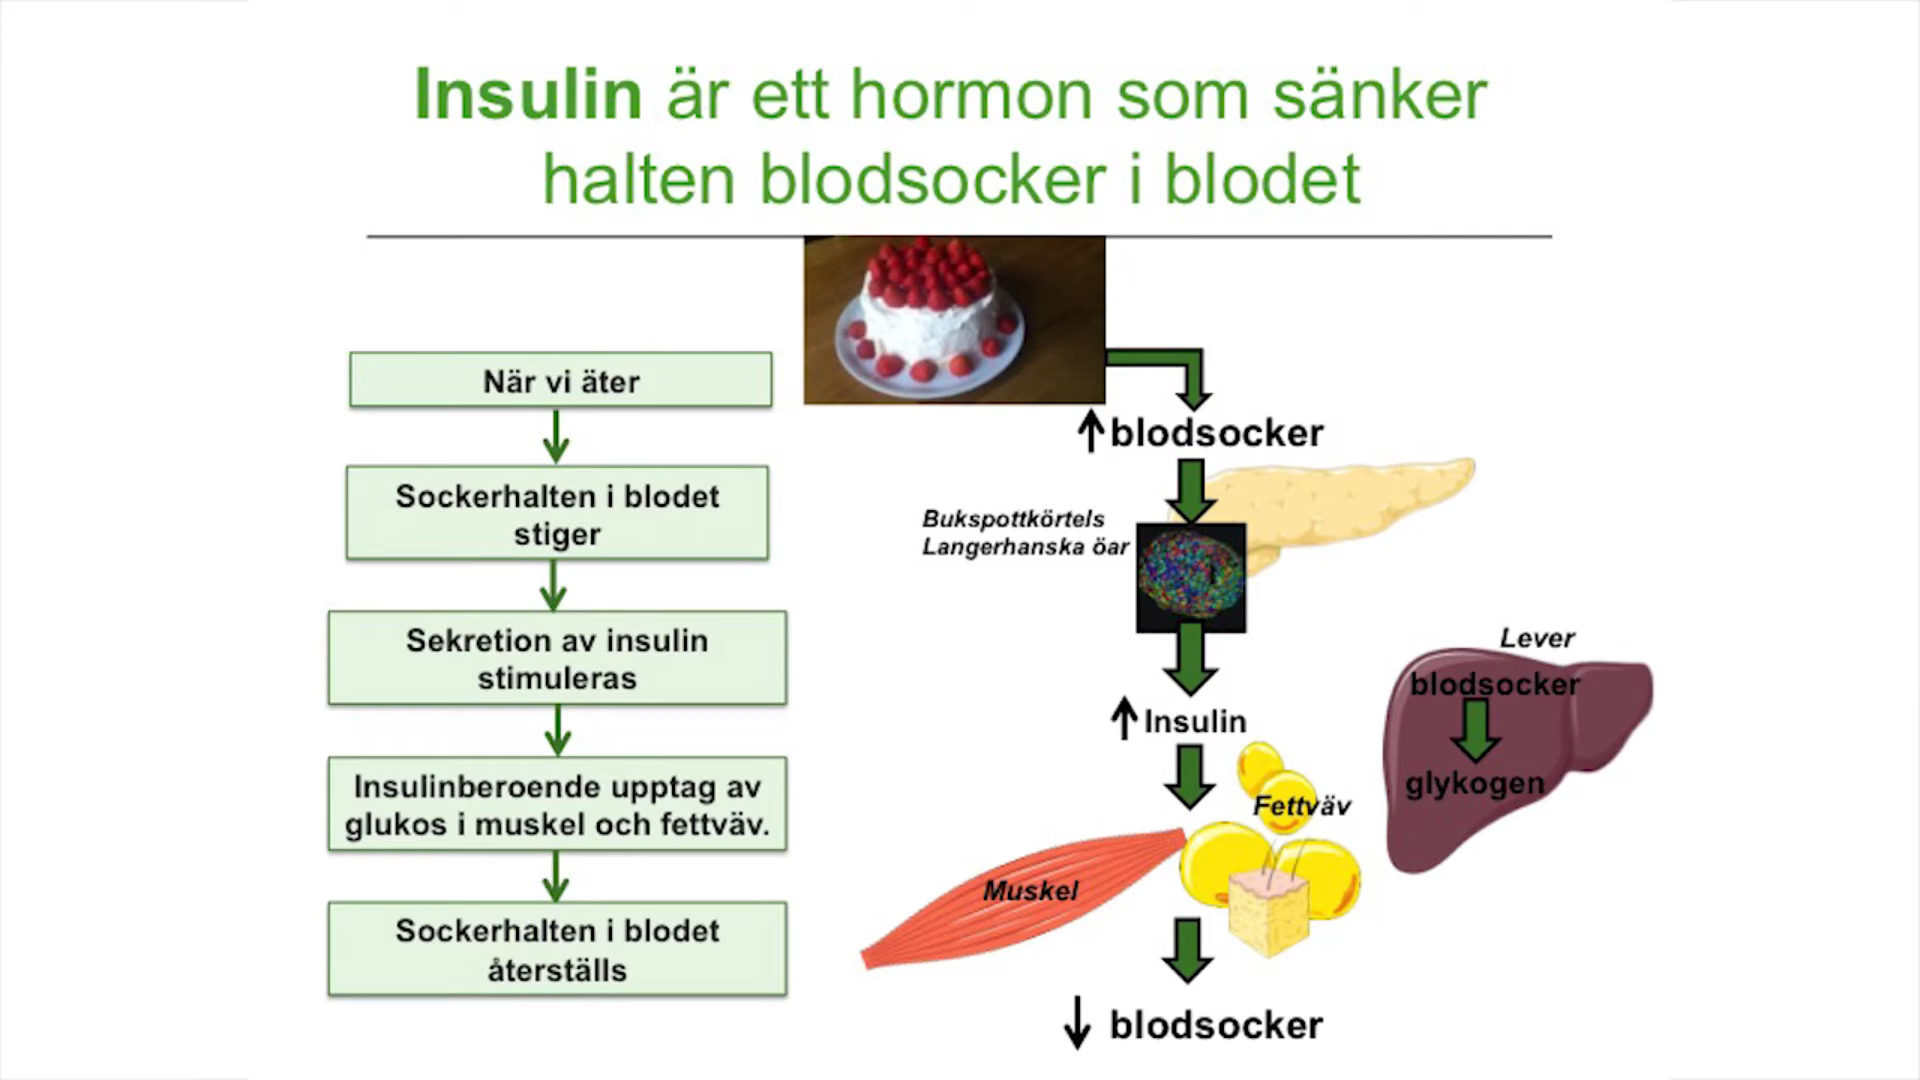 Insulin är ett hormon som sänker
halten blodsocker i blodet
När vi äter
Sockerhalten i blodet
stiger
Sekretion av insulin
stimuleras
Insulinberoende upptag av
glukos i muskel och fettväv.
Sockerhalten i blodet
återställs
blodsocker
Bukspottkörtels
Langerhanska öar
Insulin
Fettväv
Muskel
blodsocker
Lever
blodsocker
glykogen